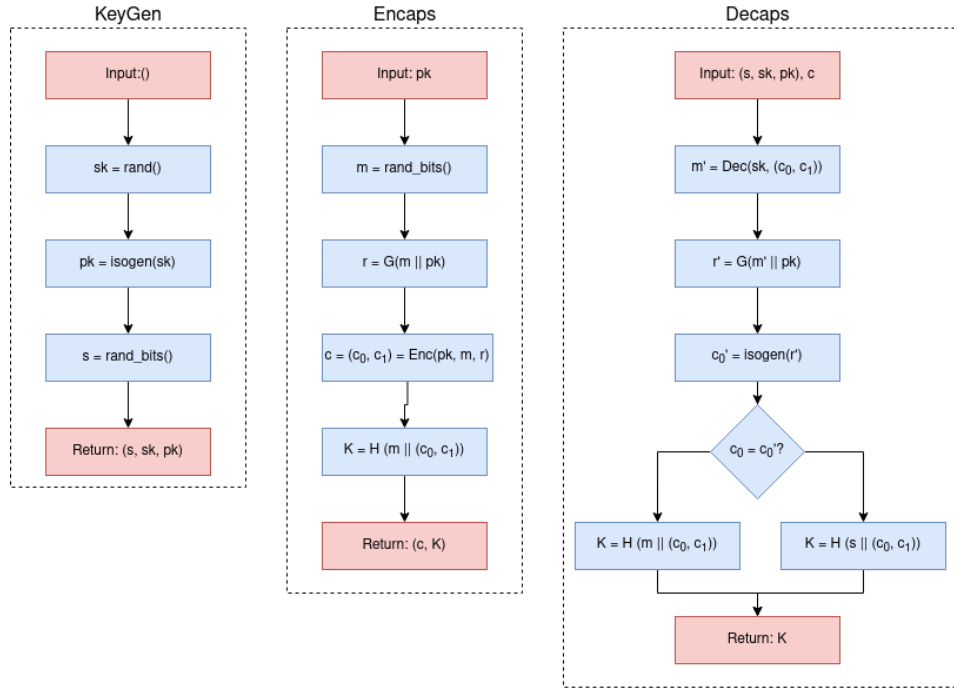 KeyGen
Input:()
sk = rand()
pk = isogen(sk)
s = rand_bits()
Return: (s, sk, pk)
Encaps
Input: pk
m = rand_bits()
r = G(m || pk)
c = (c₀, c₁) = Enc(pk, m, r)
K = H (m || (c₀, c₁))
Return: (c, K)
Decaps
Input: (s, sk, pk), c
m' = Dec(sk, (c₀, c₁))
r' = G(m' || pk)
c₀' = isogen(r')
c₀ = c₀'?
K = H (m || (c₀, c₁))
K = H (s || (c₀, c₁))
Return: K